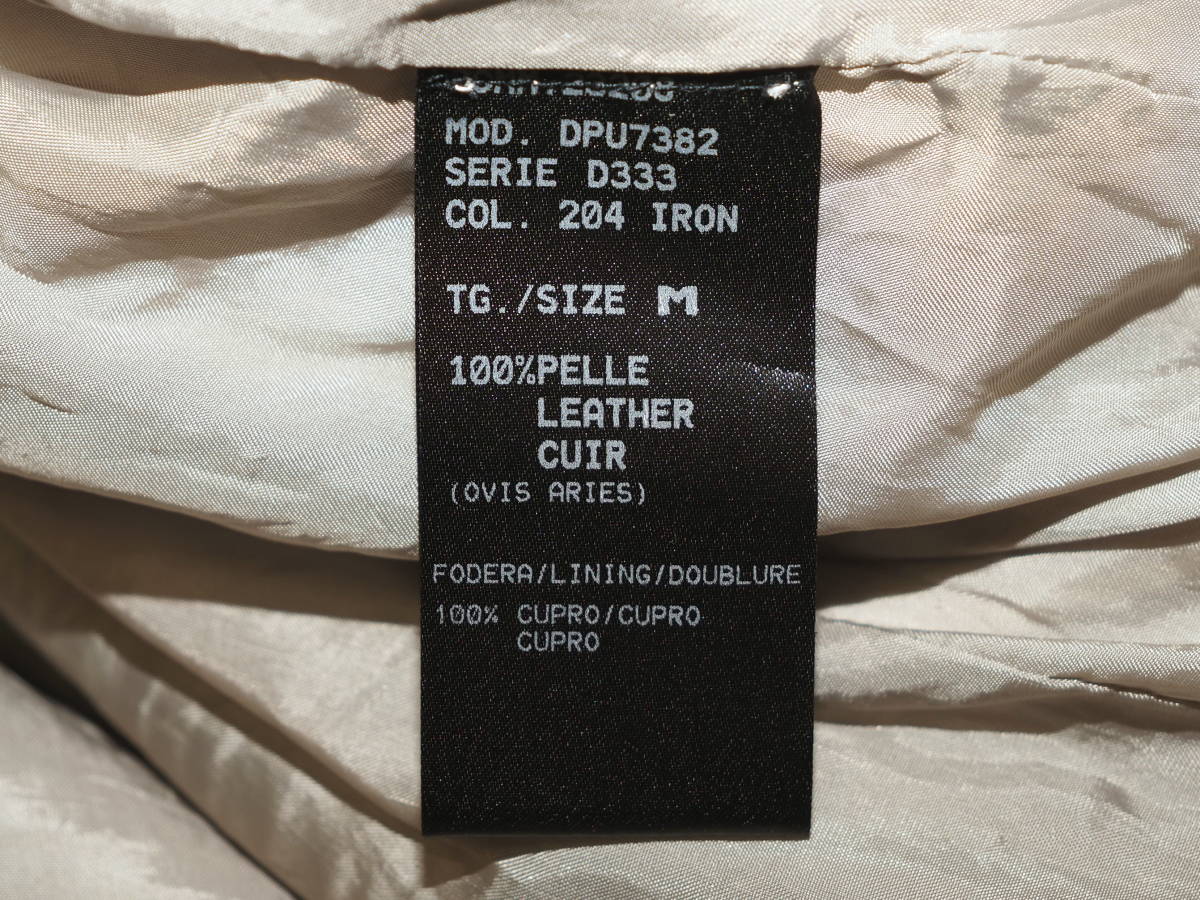 MOD. DPU7382
SERIE D333
COL. 204 IRON
TG./SIZE M
100%PELLE
LEATHER
CUIR
(OVIS ARIES)
FODERA/LINING/DOUBLURE
100% CUPRO/CUPRO
CUPRO